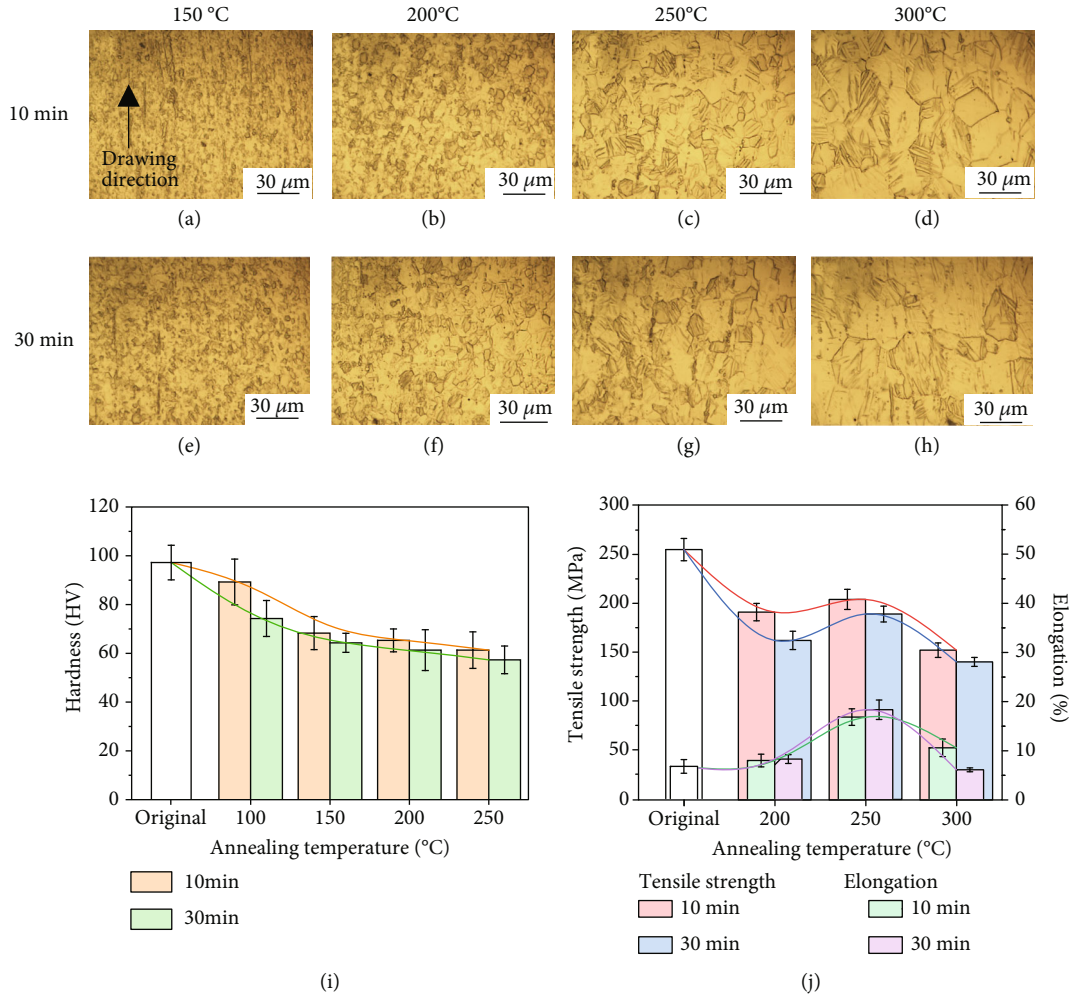 150 °C
200°C
250°C
300°C
10 min
Drawing
direction
30 μm
30 μm
30 μm
30 μm
(a)
(b)
(c)
(d)
30 min
30 μm
30 μm
30 μm
30 μm
(e)
(f)
(g)
(h)
120
100
80
60
40
20
0
Hardness (HV)
Original
100
150
200
250
Annealing temperature (°C)
10min
30min
(i)
300
250
200
150
100
50
0
Tensile strength (MPa)
60
50
40
30
20
10
0
Elongation (%)
Original
200
250
300
Annealing temperature (°C)
Tensile strength
Elongation
10 min
10 min
30 min
30 min
(j)